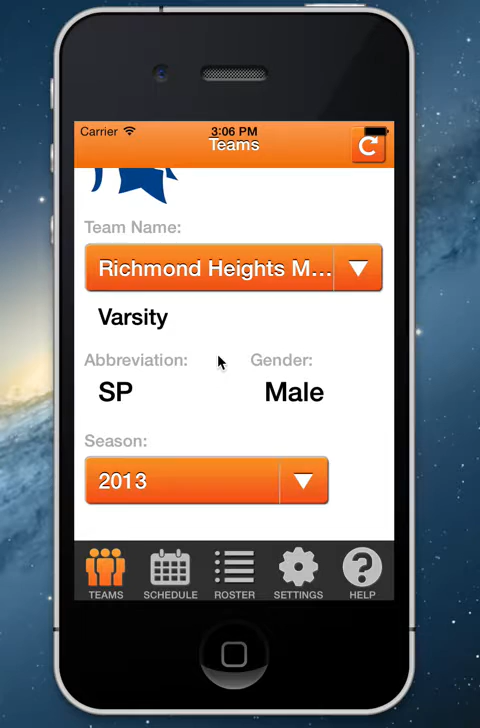 Carrier 3:06 PM
Teams
Team Name:
Richmond Heights M...
Varsity
Abbreviation: Gender:
SP Male
Season:
2013
TEAMS SCHEDULE ROSTER SETTINGS HELP